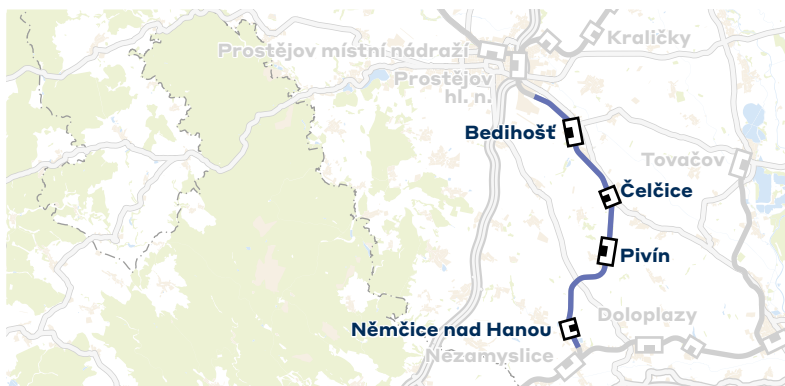 Kraličky
Prostějov místní nádraží
Prostějov
hl. n.
Bedihošť
Tovačov
Čelčice
Pivín
Doloplazy
Němčice nad Hanou
Nezamyslice